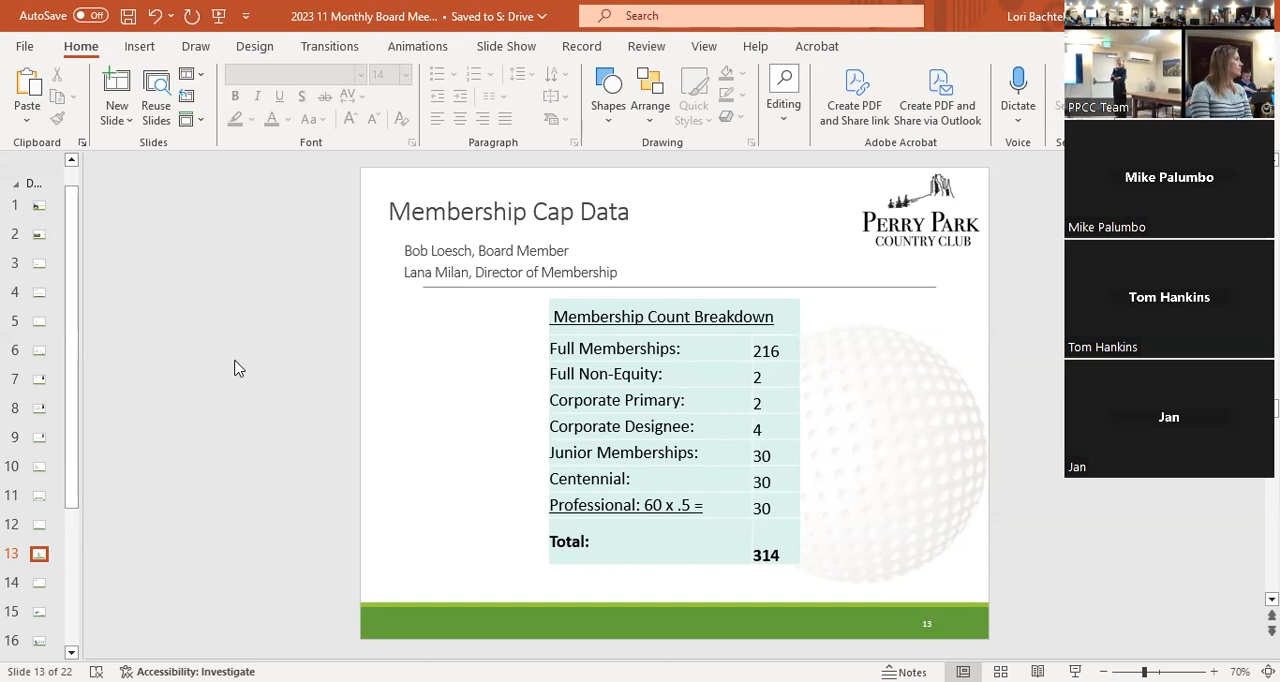 AutoSave Off 2023 11 Monthly Board Mee... • Saved to S: Drive Search Lori Bachtel
File Home Insert Draw Design Transitions Animations Slide Show Record Review View Help Acrobat
14
Paste New Slide Reuse Slides Shapes Arrange Quick Styles Editing Create PDF and Share link Create PDF and Share via Outlook Dictate
B I U S ab AV
Aa A A
Clipboard Slides Font Paragraph Drawing Adobe Acrobat Voice
D...
1
2
3
4
5
6
7
8
9
10
11
12
13
14
15
16
Membership Cap Data
PERRY PARK
COUNTRY CLUB
Bob Loesch, Board Member
Lana Milan, Director of Membership
Membership Count Breakdown
Full Memberships: 216
Full Non-Equity: 2
Corporate Primary: 2
Corporate Designee: 4
Junior Memberships: 30
Centennial: 30
Professional: 60 x .5 = 30
Total: 314
13
PPCC Team
Mike Palumbo
Mike Palumbo
Tom Hankins
Tom Hankins
Jan
Jan
Slide 13 of 22 Accessibility: Investigate Notes 70%